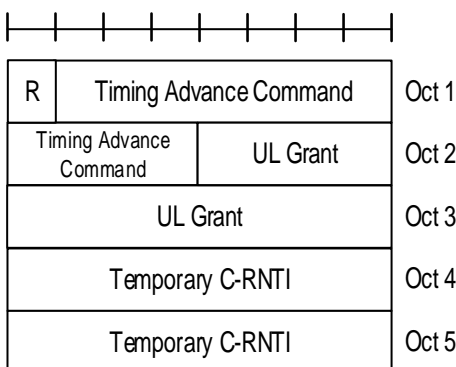 R Timing Advance Command Oct 1
Timing Advance
Command UL Grant Oct 2
UL Grant Oct 3
Temporary C-RNTI Oct 4
Temporary C-RNTI Oct 5